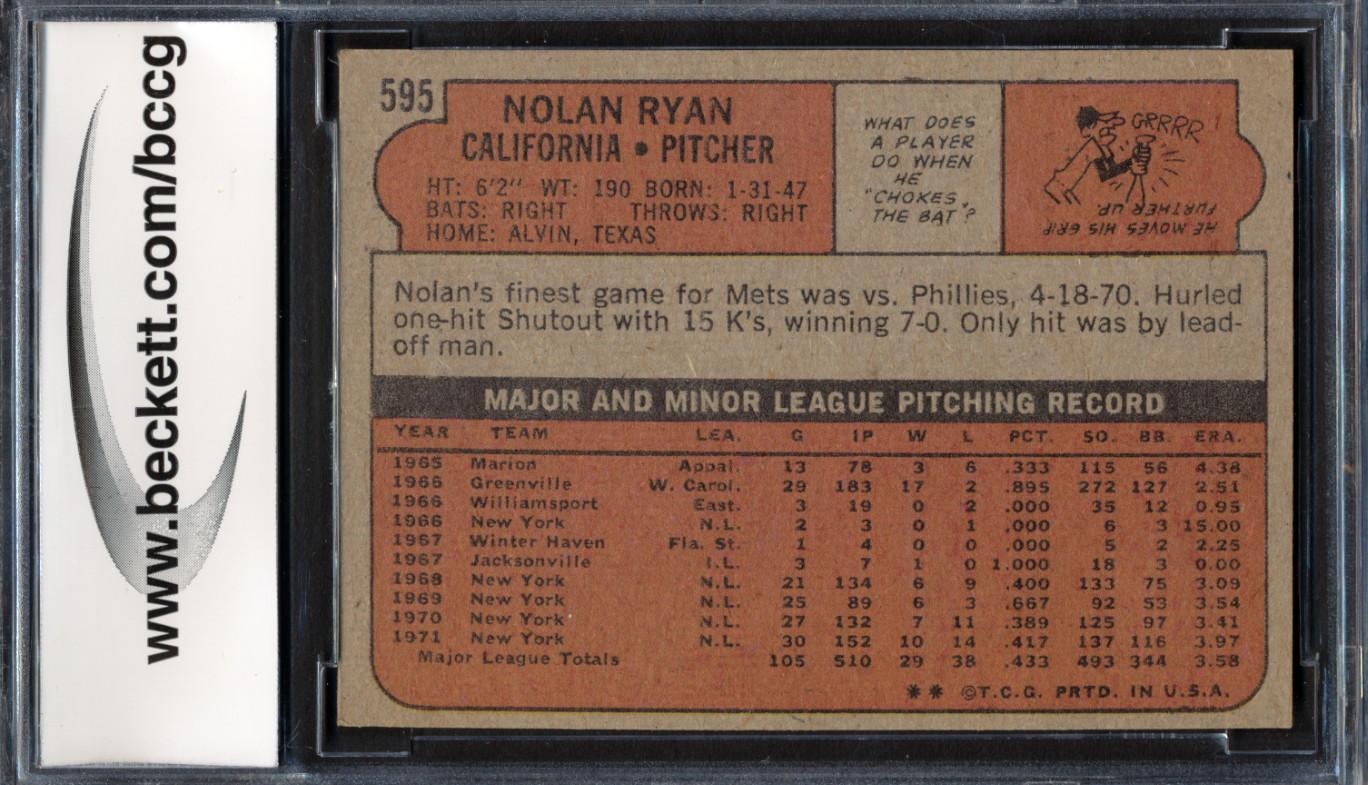 www.beckett.com/bccg
595
NOLAN RYAN
CALIFORNIA • PITCHER
HT: 6'2" WT: 190 BORN: 1-31-47
BATS: RIGHT THROWS: RIGHT
HOME: ALVIN, TEXAS
WHAT DOES
A PLAYER
DO WHEN
HE
"CHOKES"
THE BAT?
GRRRR
HE MOVES HIS GRIP
FURTHER UP.
Nolan's finest game for Mets was vs. Phillies, 4-18-70. Hurled
one-hit Shutout with 15 K's, winning 7-0. Only hit was by lead-
off man.
MAJOR AND MINOR LEAGUE PITCHING RECORD
YEAR TEAM LEA. G IP W L PCT. SO. BB. ERA.
1965 Marion Appal. 13 78 3 6 .333 115 56 4.38
1966 Greenville W. Carol. 29 183 17 2 .895 272 127 2.51
1966 Williamsport East. 3 19 0 2 .000 35 12 0.95
1966 New York N.L. 2 3 0 1 .000 6 3 15.00
1967 Winter Haven Fla. St. 1 4 0 0 .000 5 2 2.25
1967 Jacksonville I.L. 3 7 1 0 1.000 18 3 0.00
1968 New York N.L. 21 134 6 9 .400 133 75 3.09
1969 New York N.L. 25 89 6 3 .667 92 53 3.54
1970 New York N.L. 27 132 7 11 .389 125 97 3.41
1971 New York N.L. 30 152 10 14 .417 137 116 3.97
Major League Totals 105 510 29 38 .433 493 344 3.58
** ©T.C.G. PRTD. IN U.S.A.